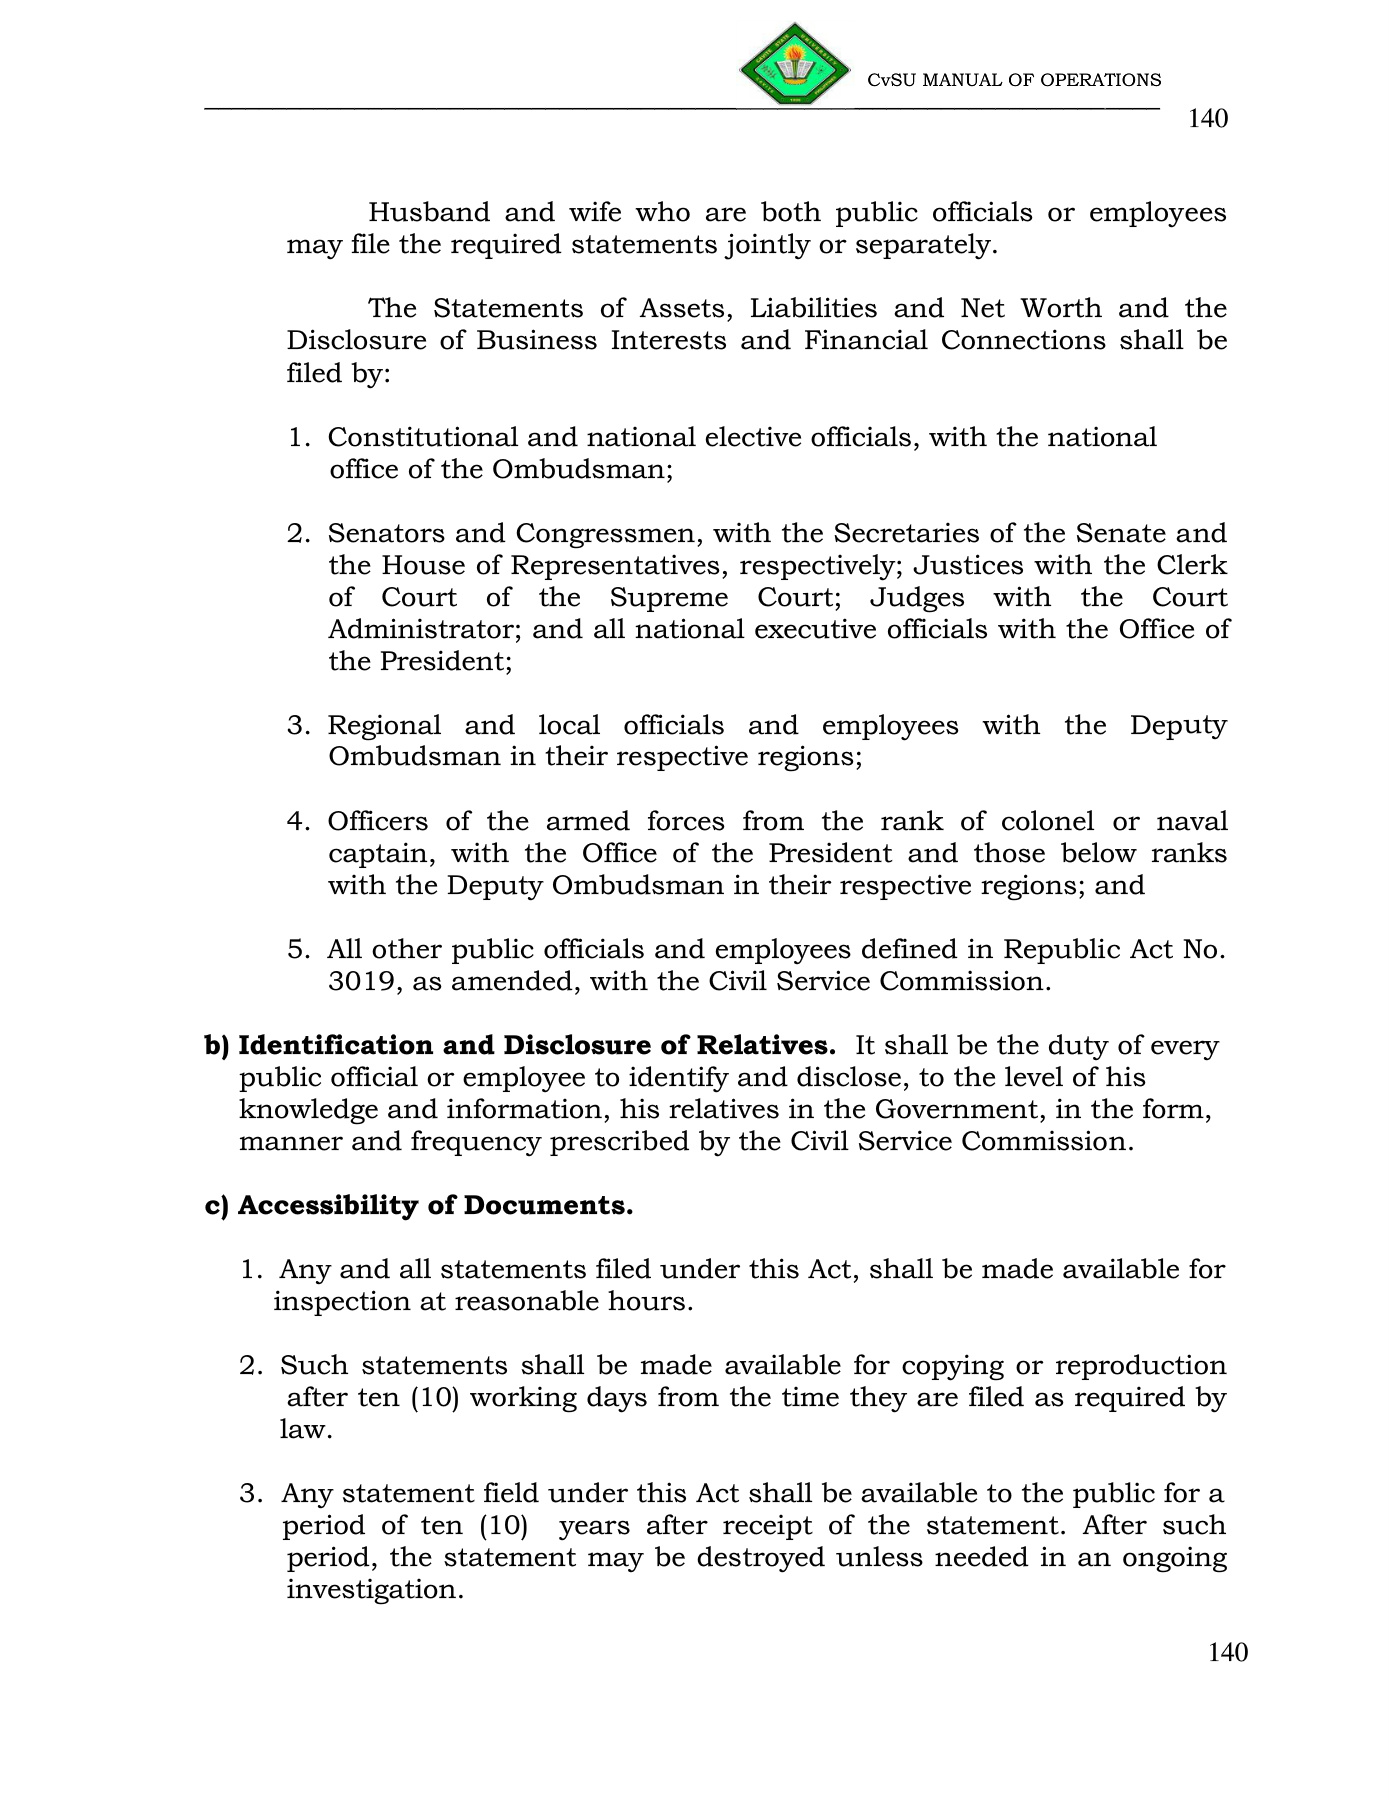 CvSU MANUAL OF OPERATIONS
140
Husband and wife who are both public officials or employees
may file the required statements jointly or separately.
The Statements of Assets, Liabilities and Net Worth and the
Disclosure of Business Interests and Financial Connections shall be
filed by:
1. Constitutional and national elective officials, with the national
office of the Ombudsman;
2. Senators and Congressmen, with the Secretaries of the Senate and
the House of Representatives, respectively; Justices with the Clerk
of Court of the Supreme Court; Judges with the Court
Administrator; and all national executive officials with the Office of
the President;
3. Regional and local officials and employees with the Deputy
Ombudsman in their respective regions;
4. Officers of the armed forces from the rank of colonel or naval
captain, with the Office of the President and those below ranks
with the Deputy Ombudsman in their respective regions; and
5. All other public officials and employees defined in Republic Act No.
3019, as amended, with the Civil Service Commission.
b) Identification and Disclosure of Relatives. It shall be the duty of every
public official or employee to identify and disclose, to the level of his
knowledge and information, his relatives in the Government, in the form,
manner and frequency prescribed by the Civil Service Commission.
c) Accessibility of Documents.
1. Any and all statements filed under this Act, shall be made available for
inspection at reasonable hours.
2. Such statements shall be made available for copying or reproduction
after ten (10) working days from the time they are filed as required by
law.
3. Any statement field under this Act shall be available to the public for a
period of ten (10) years after receipt of the statement. After such
period, the statement may be destroyed unless needed in an ongoing
investigation.
140